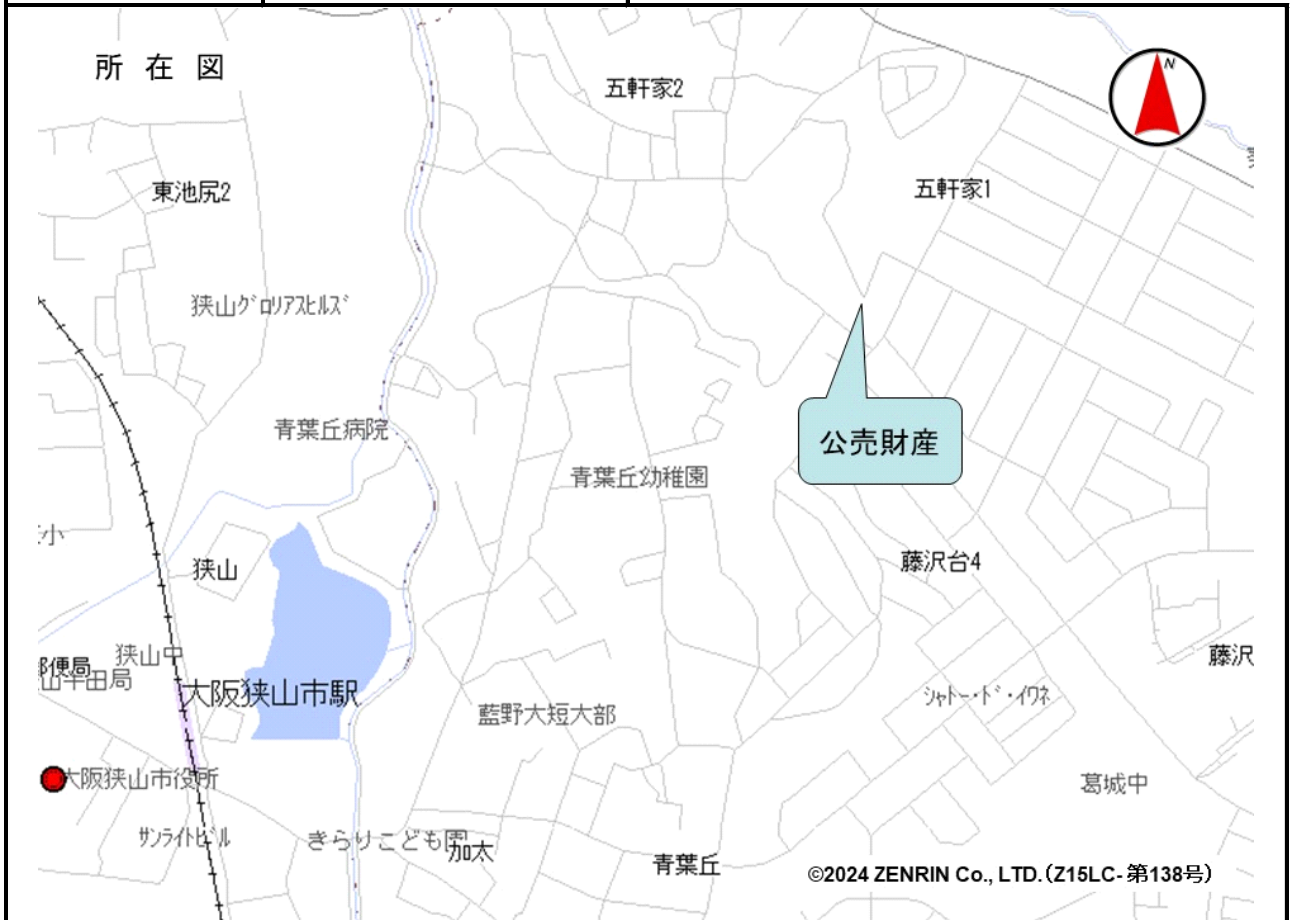 所 在 図
N
五軒家2
東池尻2
五軒家1
狭山グロリアスヒルズ
青葉丘病院
公売財産
青葉丘幼稚園
小
狭山
藤沢台4
狭山中
郵便局
山半田局
藤沢
大阪狭山市駅
シャトー・ド・イワネ
藍野大短大部
大阪狭山市役所
葛城中
サンライトビル
きらりこども園
加太
青葉丘
©2024 ZENRIN Co., LTD.(Z15LC- 第138号)